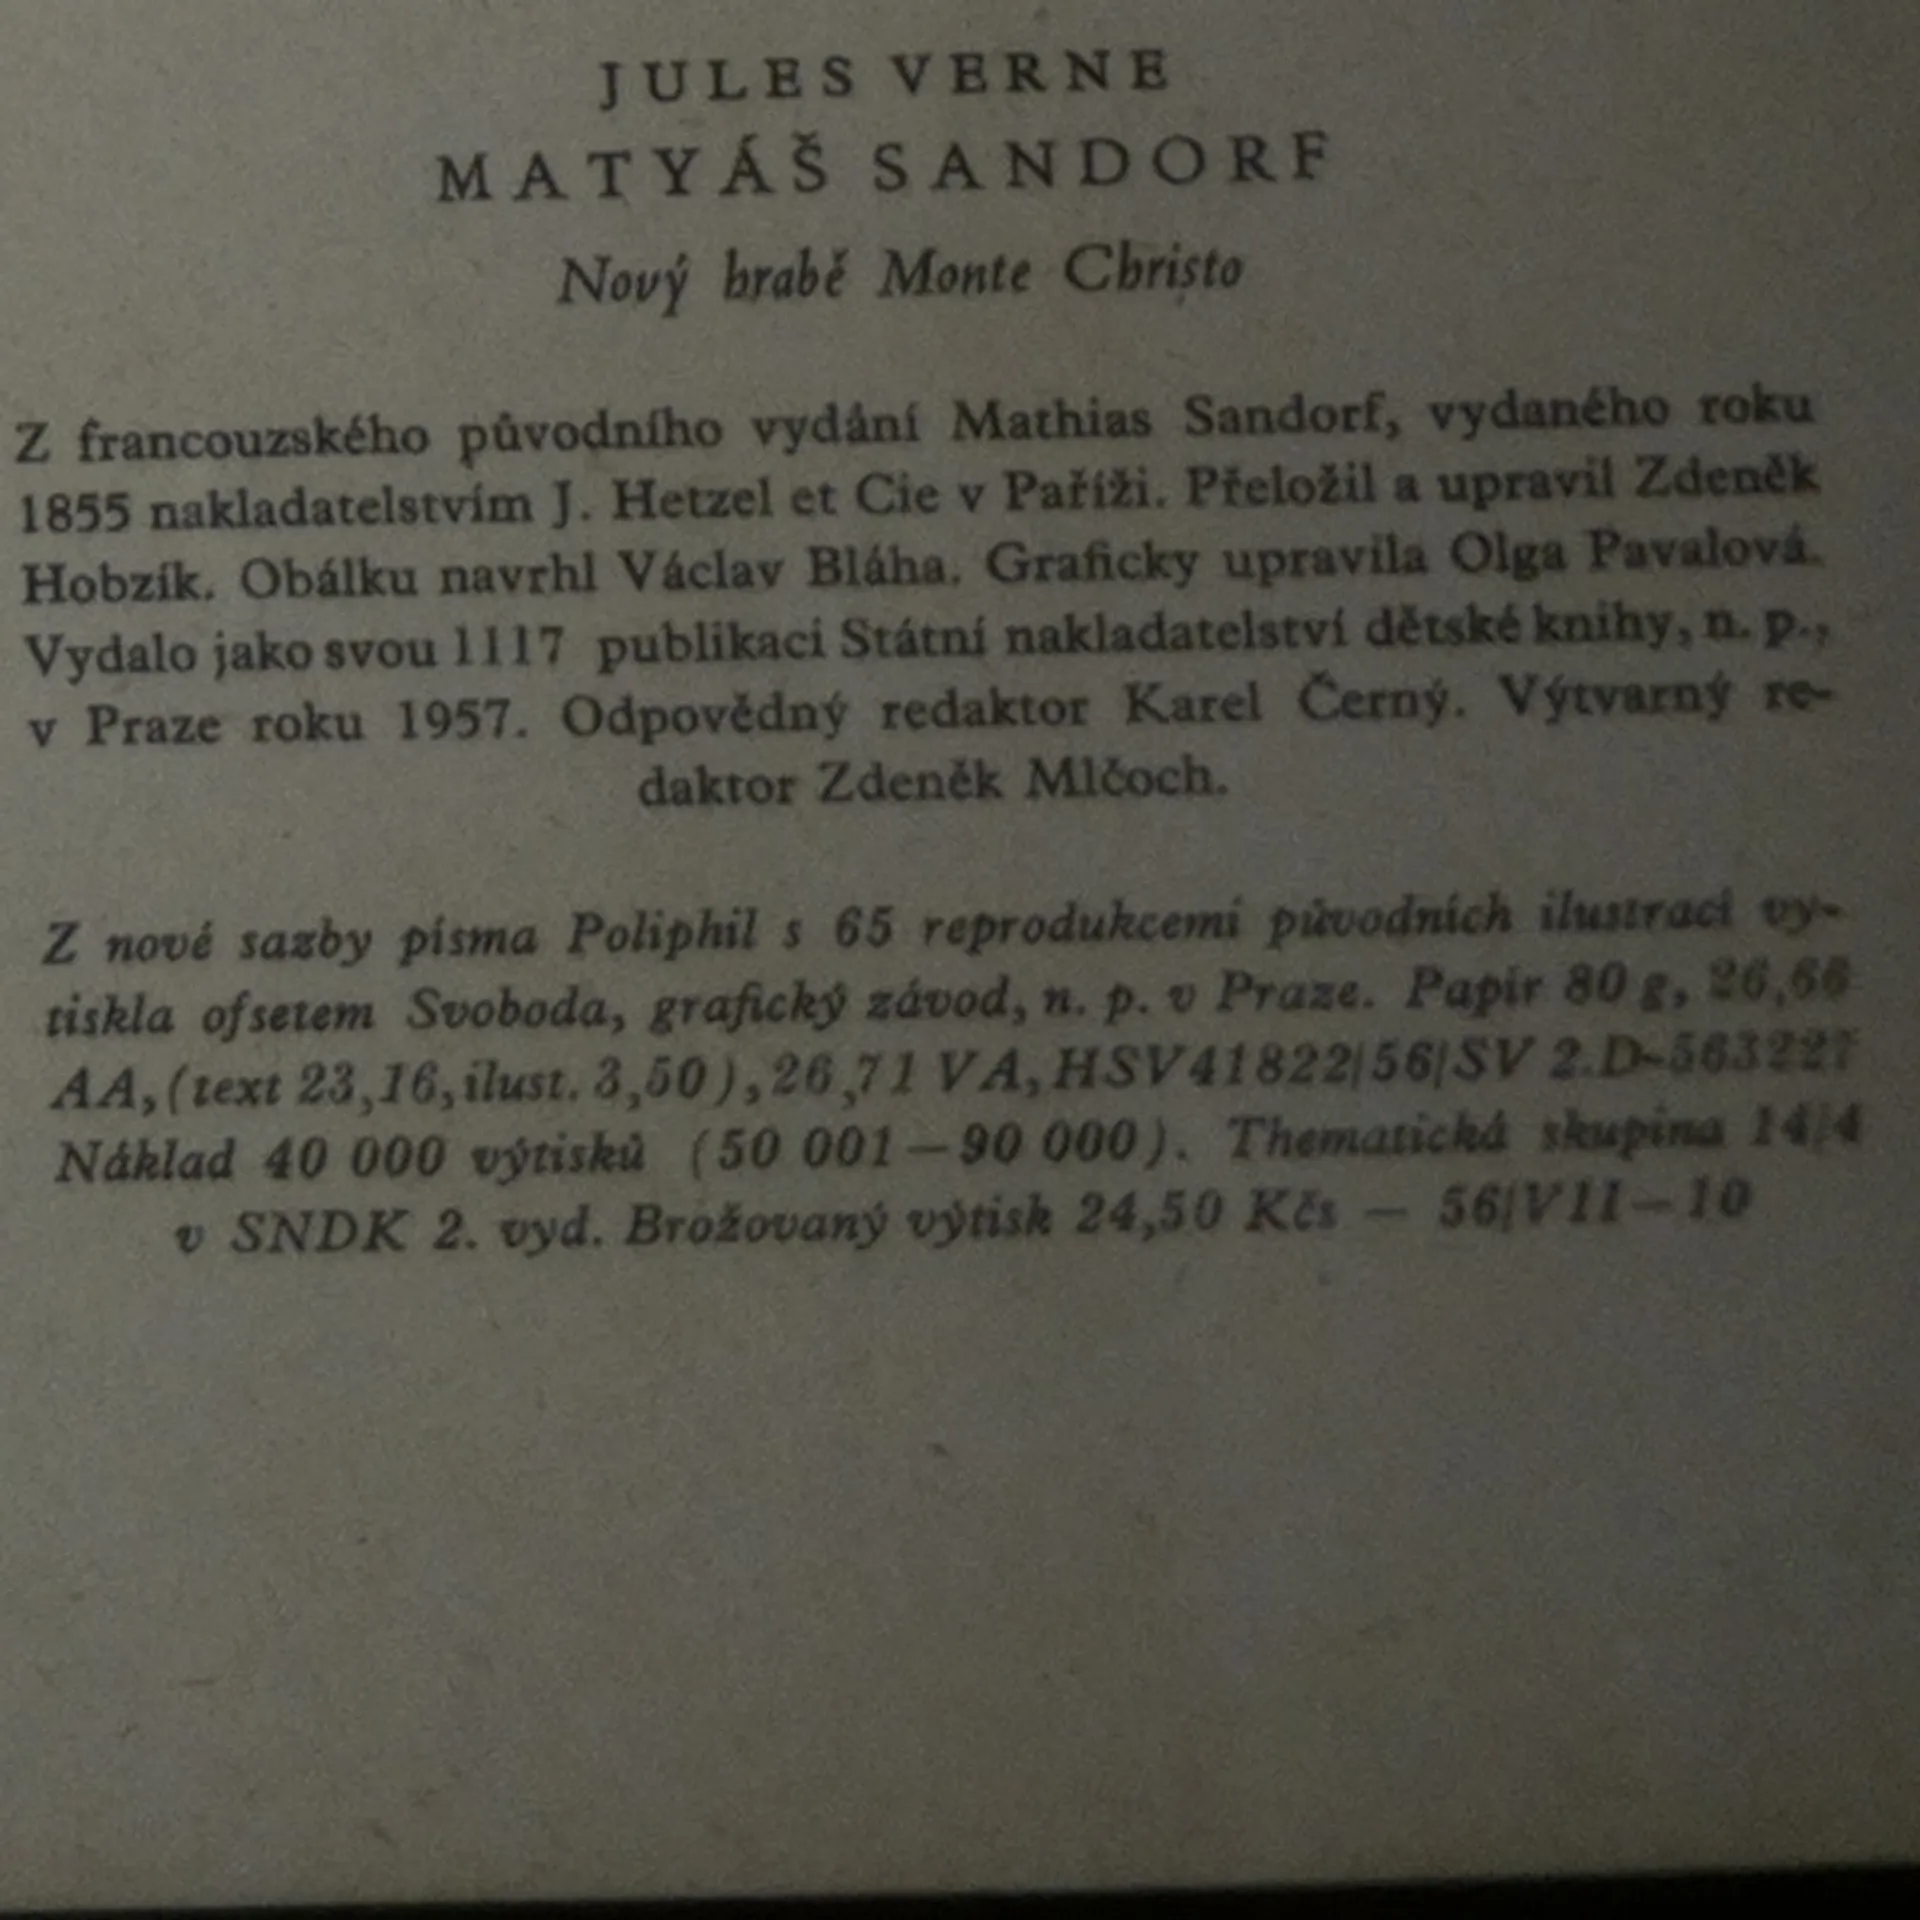 JULES VERNE
MATYÁŠ SANDORF
Nový hrabě Monte Christo
Z francouzského původního vydání Mathias Sandorf, vydaného roku
1855 nakladatelstvím J. Hetzel et Cie v Paříži. Přeložil a upravil Zdeněk
Hobzík. Obálku navrhl Václav Bláha. Graficky upravila Olga Pavalová.
Vydalo jako svou 1117 publikaci Státní nakladatelství dětské knihy, n. p.,
v Praze roku 1957. Odpovědný redaktor Karel Černý. Výtvarný re-
daktor Zdeněk Mlčoch.
Z nové sazby písma Poliphil s 65 reprodukcemi původních ilustraci vy-
tiskla ofsetem Svoboda, grafický závod, n. p. v Praze. Papír 80 g, 26,66
AA, (text 23,16, ilust. 3,50), 26,71 VA, HSV 41822/56/SV 2. D-563227
Náklad 40 000 výtisků (50 001—90 000). Thematická skupina 14/4
v SNDK 2. vyd. Brožovaný výtisk 24,50 Kčs — 56/VII—10